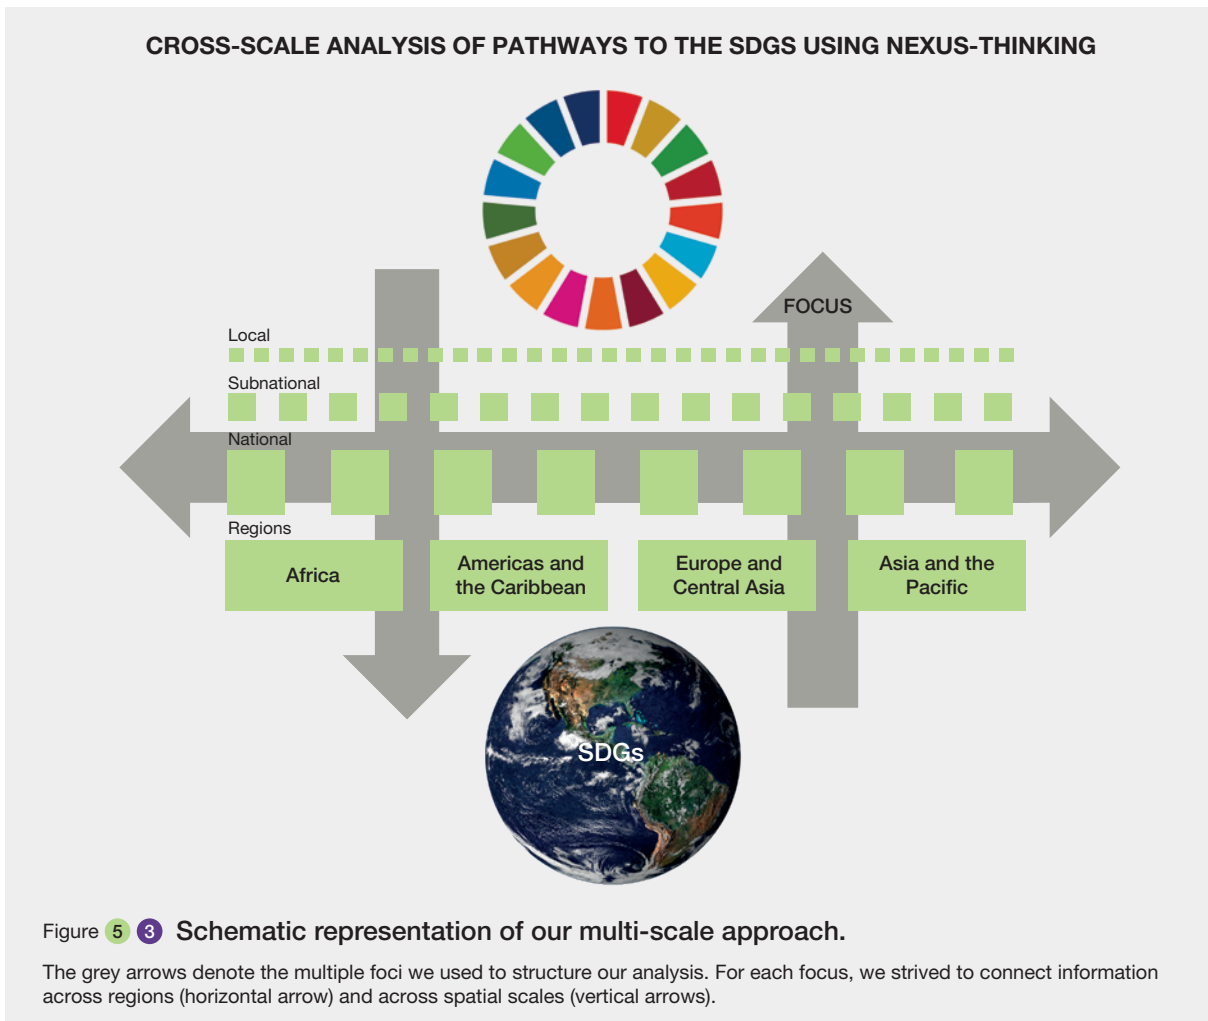 CROSS-SCALE ANALYSIS OF PATHWAYS TO THE SDGS USING NEXUS-THINKING
FOCUS
Local
Subnational
National
Regions
Africa
Americas and
the Caribbean
Europe and
Central Asia
Asia and the
Pacific
SDGs
Figure 5 3 Schematic representation of our multi-scale approach.
The grey arrows denote the multiple foci we used to structure our analysis. For each focus, we strived to connect information
across regions (horizontal arrow) and across spatial scales (vertical arrows).